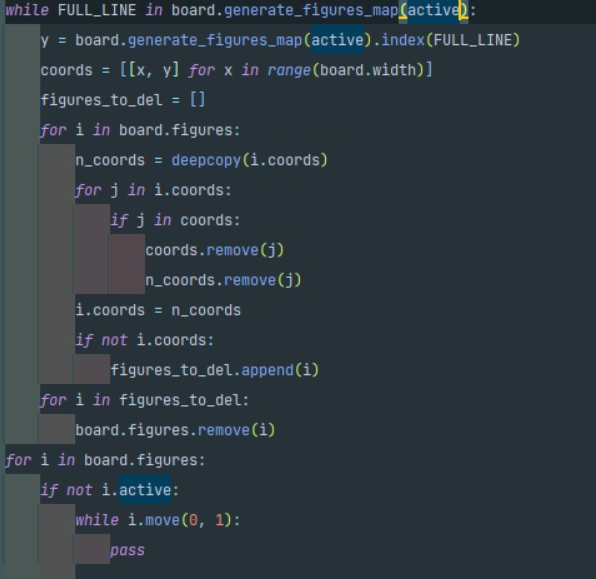 while FULL_LINE in board.generate_figures_map(active):
    y = board.generate_figures_map(active).index(FULL_LINE)
    coords = [[x, y] for x in range(board.width)]
    figures_to_del = []
    for i in board.figures:
        n_coords = deepcopy(i.coords)
        for j in i.coords:
            if j in coords:
                coords.remove(j)
                n_coords.remove(j)
        i.coords = n_coords
        if not i.coords:
            figures_to_del.append(i)
    for i in figures_to_del:
        board.figures.remove(i)
for i in board.figures:
    if not i.active:
        while i.move(0, 1):
            pass